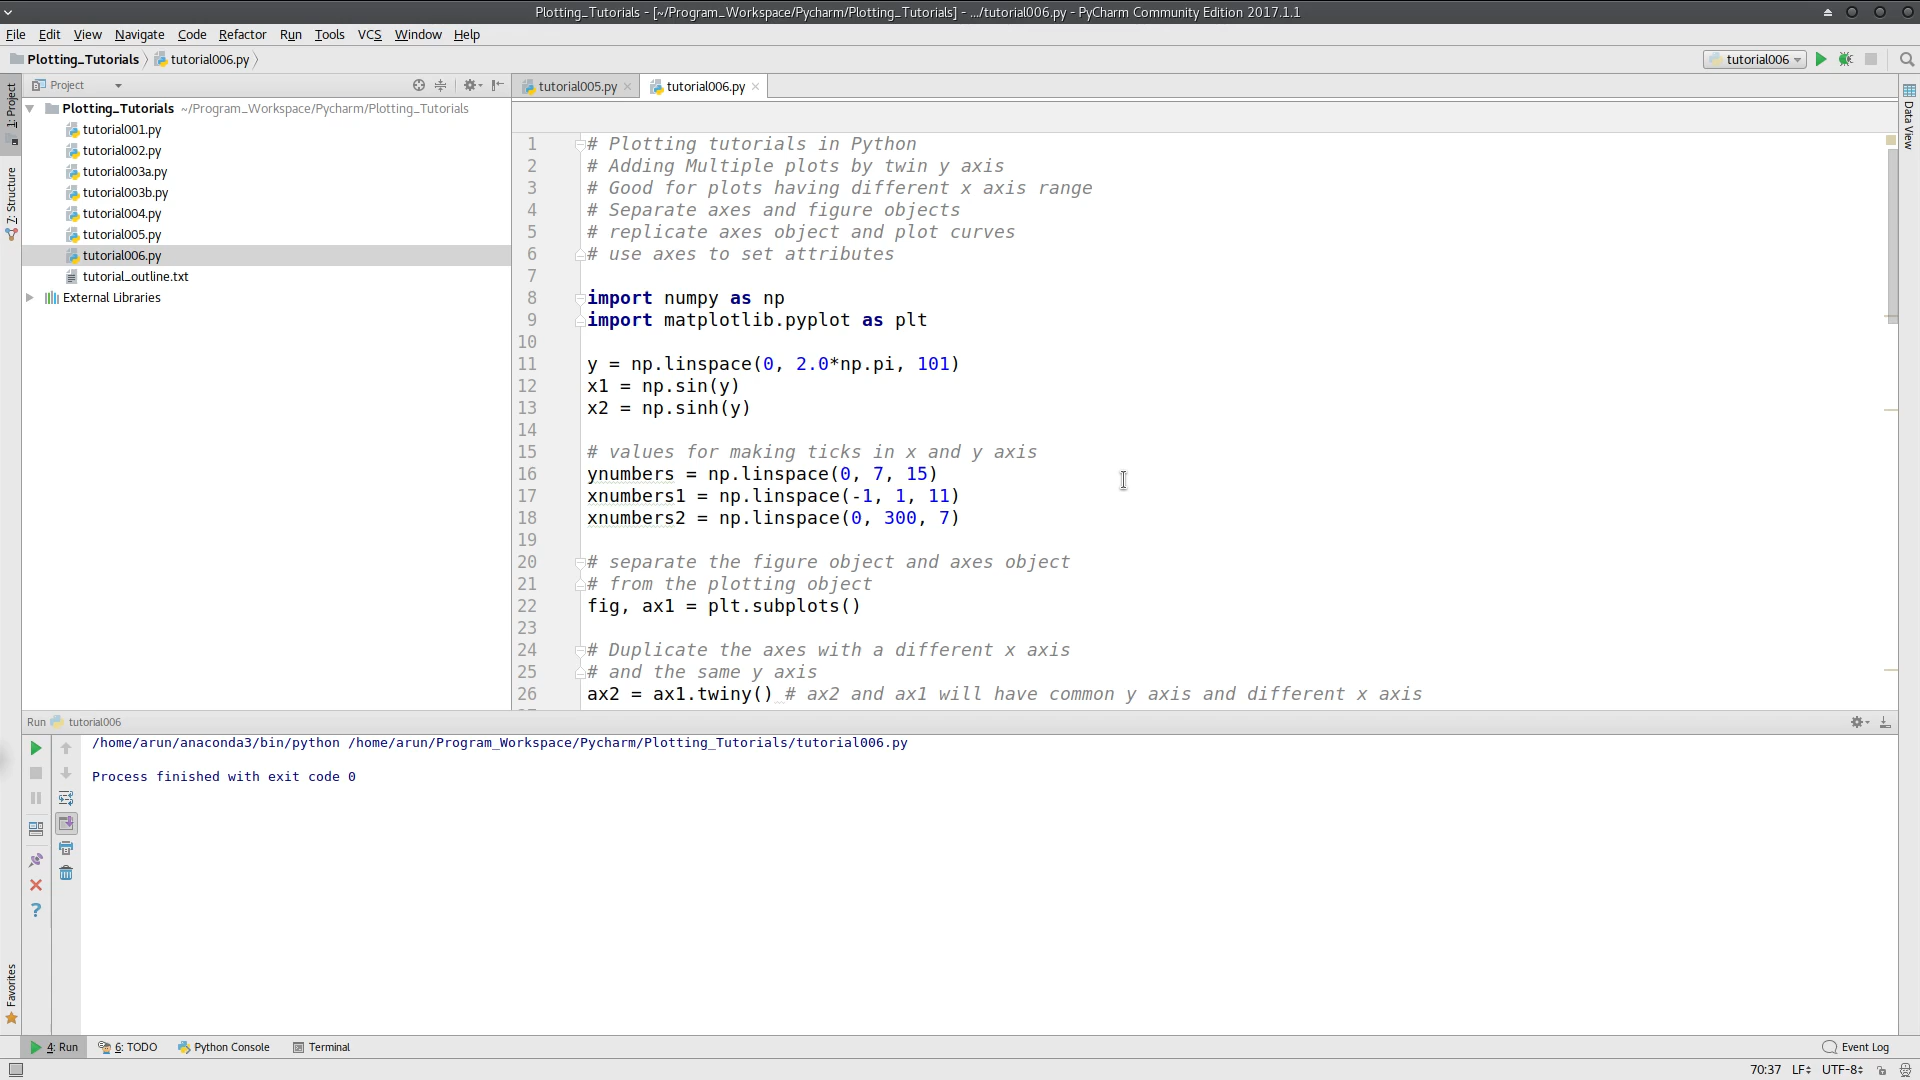 Plotting_Tutorials - [~/Program_Workspace/Pycharm/Plotting_Tutorials] - .../tutorial006.py - PyCharm Community Edition 2017.1.1
File Edit View Navigate Code Refactor Run Tools VCS Window Help
Plotting_Tutorials tutorial006.py
tutorial006
1: Project
7: Structure
Favorites
Data View
Project
Plotting_Tutorials ~/Program_Workspace/Pycharm/Plotting_Tutorials
tutorial001.py
tutorial002.py
tutorial003a.py
tutorial003b.py
tutorial004.py
tutorial005.py
tutorial006.py
tutorial_outline.txt
External Libraries
tutorial005.py tutorial006.py
1 # Plotting tutorials in Python
2 # Adding Multiple plots by twin y axis
3 # Good for plots having different x axis range
4 # Separate axes and figure objects
5 # replicate axes object and plot curves
6 # use axes to set attributes
7
8 import numpy as np
9 import matplotlib.pyplot as plt
10
11 y = np.linspace(0, 2.0*np.pi, 101)
12 x1 = np.sin(y)
13 x2 = np.sinh(y)
14
15 # values for making ticks in x and y axis
16 ynumbers = np.linspace(0, 7, 15)
17 xnumbers1 = np.linspace(-1, 1, 11)
18 xnumbers2 = np.linspace(0, 300, 7)
19
20 # separate the figure object and axes object
21 # from the plotting object
22 fig, ax1 = plt.subplots()
23
24 # Duplicate the axes with a different x axis
25 # and the same y axis
26 ax2 = ax1.twiny() # ax2 and ax1 will have common y axis and different x axis
Run tutorial006
/home/arun/anaconda3/bin/python /home/arun/Program_Workspace/Pycharm/Plotting_Tutorials/tutorial006.py
Process finished with exit code 0
4: Run 6: TODO Python Console Terminal Event Log
70:37 LF UTF-8